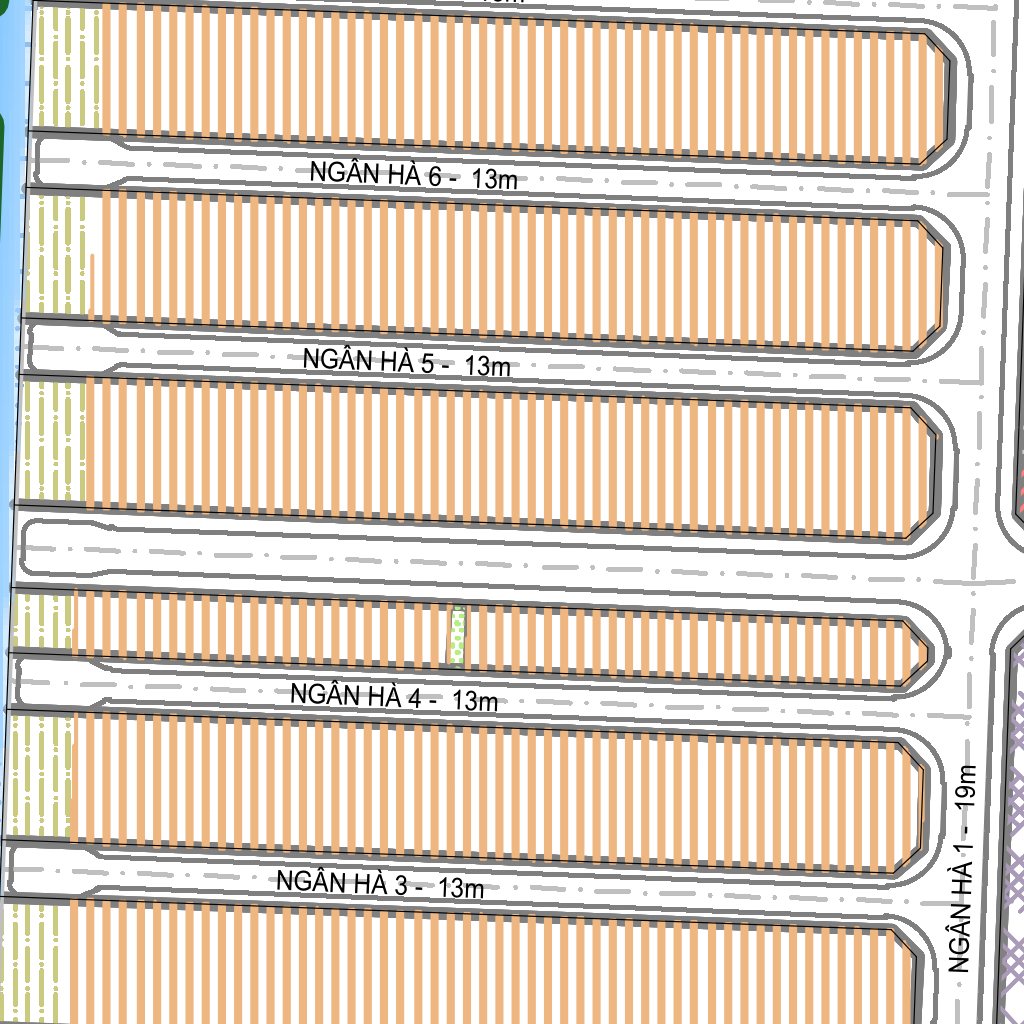 NGÂN HÀ 6 - 13m
NGÂN HÀ 5 - 13m
NGÂN HÀ 4 - 13m
NGÂN HÀ 3 - 13m
NGÂN HÀ 1 - 19m